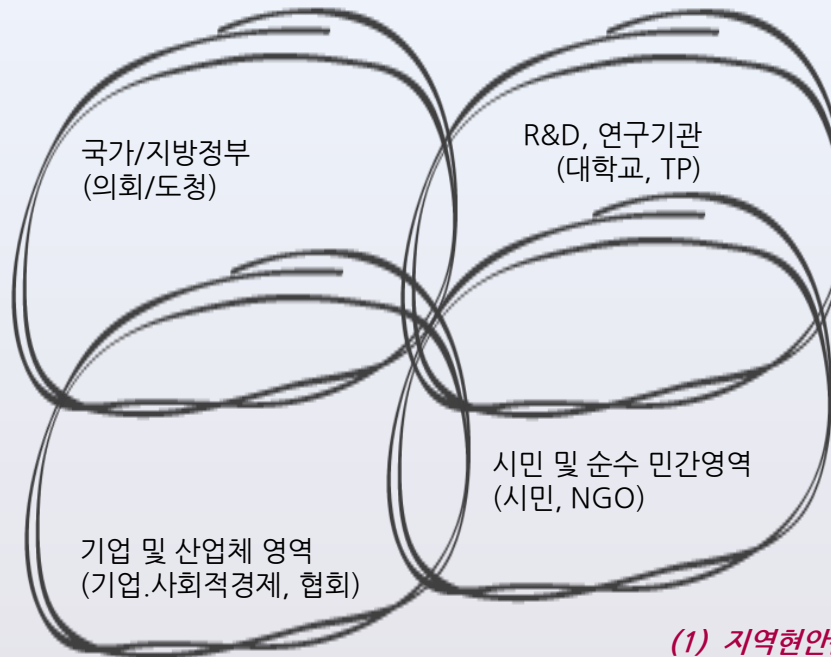 국가/지방정부
(의회/도청)
R&D, 연구기관
(대학교, TP)
시민 및 순수 민간영역
(시민, NGO)
기업 및 산업체 영역
(기업.사회적경제, 협회)
(1) 지역현안